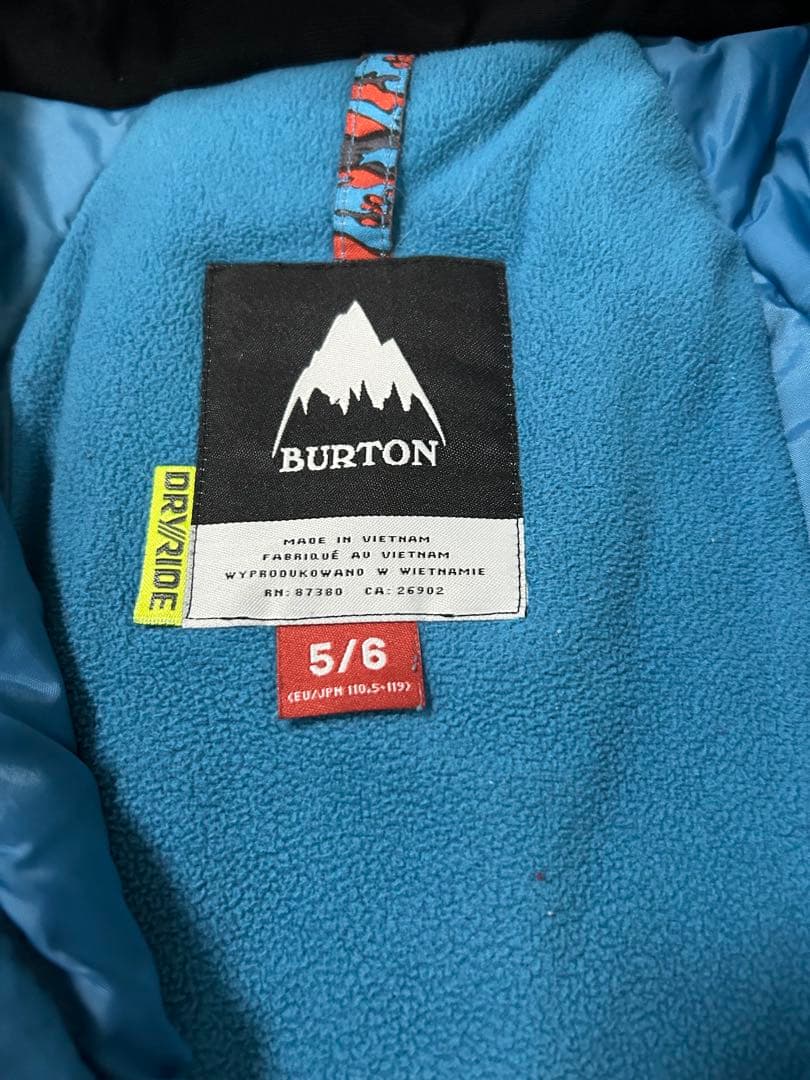 BURTON
DRYRIDE
MADE IN VIETNAM
FABRIQUÉ AU VIETNAM
WYPRODUKOWANO W WIETNAMIE
RN: 87380 CA: 26902
5/6
(EU/JPN 110.5-119)